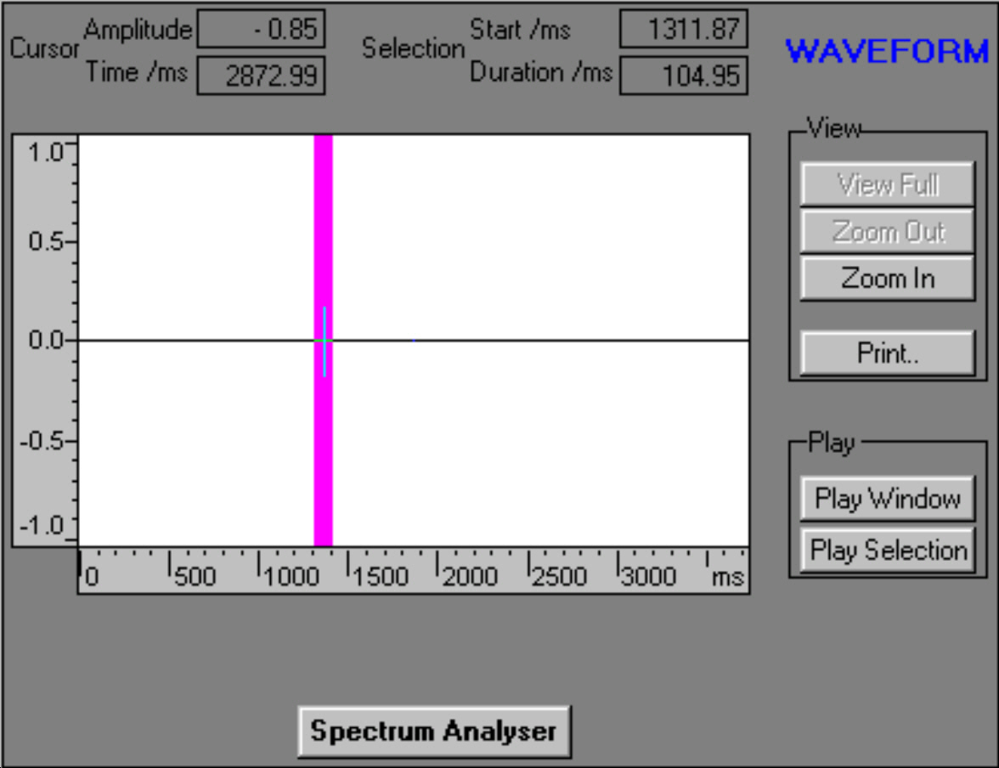 Cursor
Amplitude - 0.85
Time /ms 2872.99
Selection
Start /ms 1311.87
Duration /ms 104.95
WAVEFORM
View
View Full
Zoom Out
Zoom In
Print..
Play
Play Window
Play Selection
1.0
0.5
0.0
-0.5
-1.0
0 500 1000 1500 2000 2500 3000 ms
Spectrum Analyser